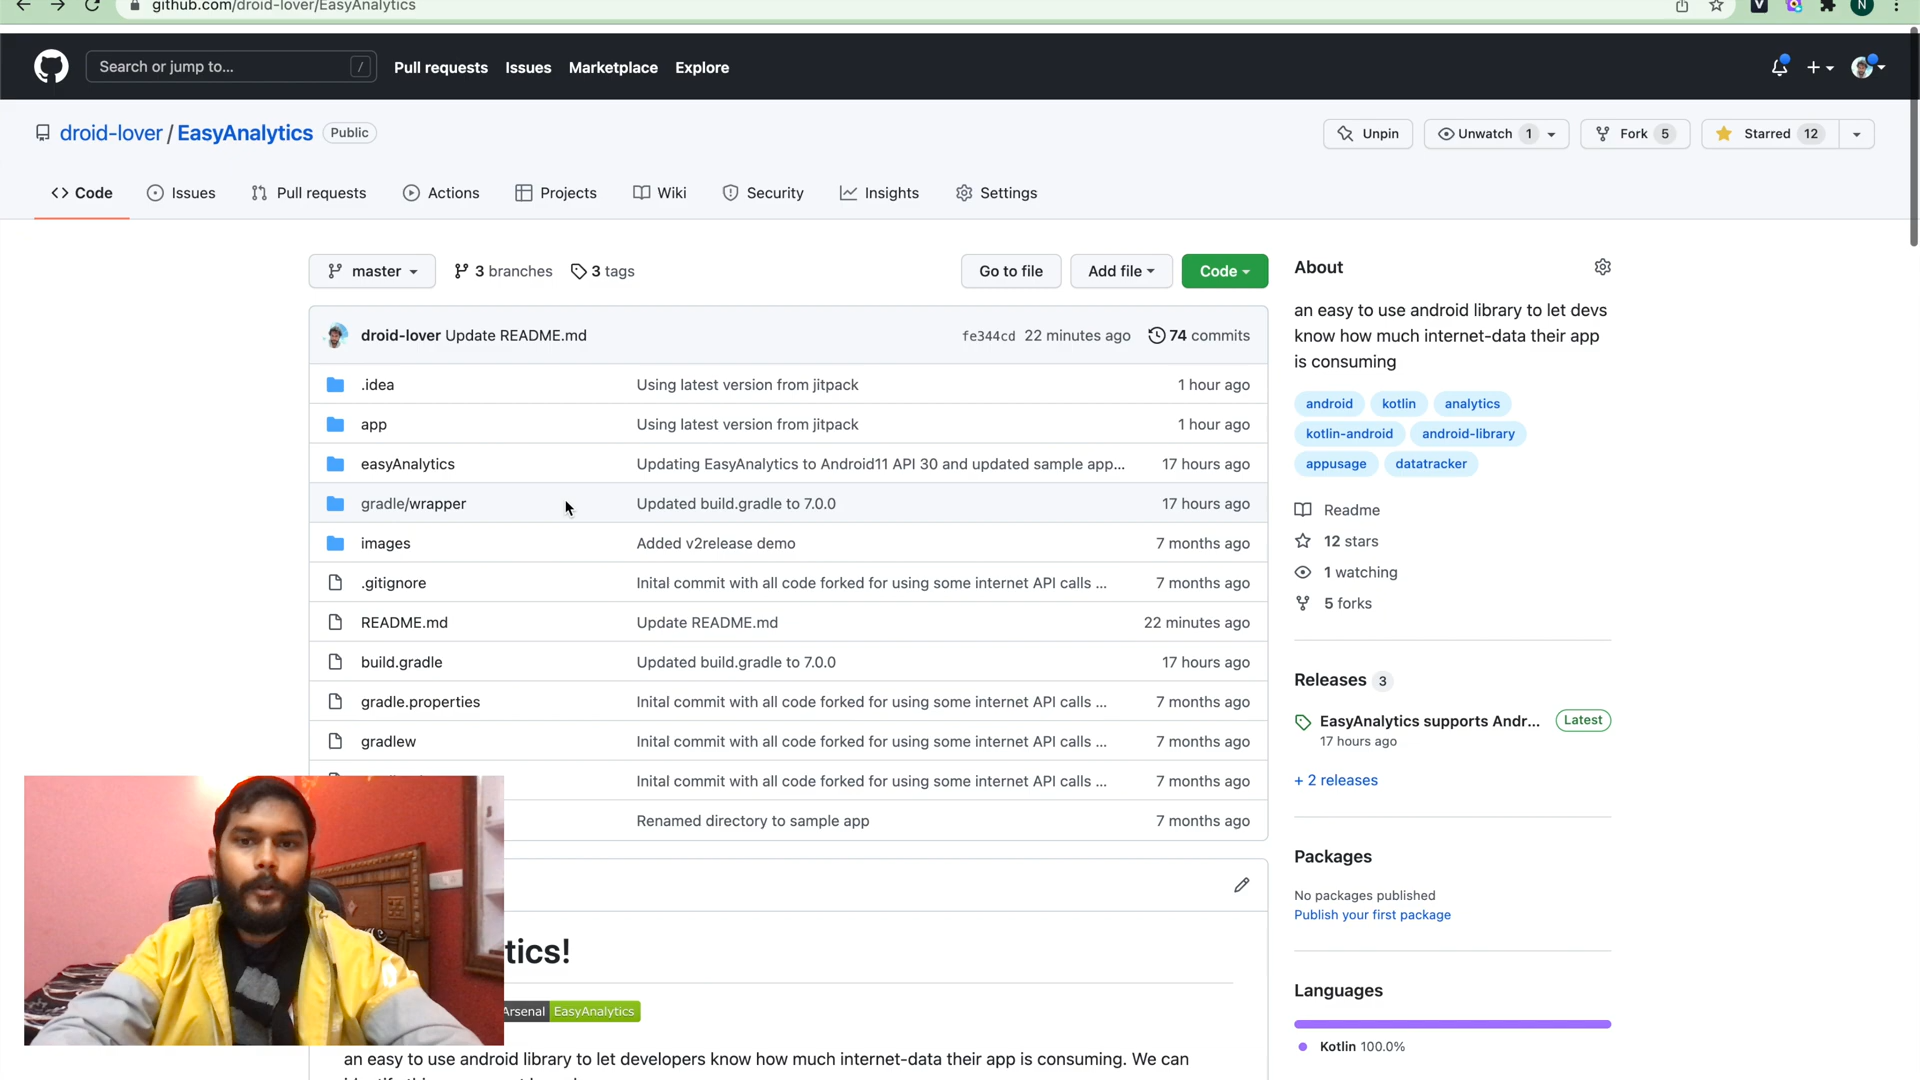 github.com/droid-lover/EasyAnalytics
N
Search or jump to...
/
Pull requests
Issues
Marketplace
Explore
droid-lover / EasyAnalytics
Public
Unpin
Unwatch 1
Fork 5
Starred 12
Code
Issues
Pull requests
Actions
Projects
Wiki
Security
Insights
Settings
master
3 branches
3 tags
Go to file
Add file
Code
droid-lover Update README.md
fe344cd 22 minutes ago
74 commits
.idea
Using latest version from jitpack
1 hour ago
app
Using latest version from jitpack
1 hour ago
easyAnalytics
Updating EasyAnalytics to Android11 API 30 and updated sample app...
17 hours ago
gradle/wrapper
Updated build.gradle to 7.0.0
17 hours ago
images
Added v2release demo
7 months ago
.gitignore
Inital commit with all code forked for using some internet API calls ...
7 months ago
README.md
Update README.md
22 minutes ago
build.gradle
Updated build.gradle to 7.0.0
17 hours ago
gradle.properties
Inital commit with all code forked for using some internet API calls ...
7 months ago
gradlew
Inital commit with all code forked for using some internet API calls ...
7 months ago
Inital commit with all code forked for using some internet API calls ...
7 months ago
Renamed directory to sample app
7 months ago
tics!
Arsenal EasyAnalytics
an easy to use android library to let developers know how much internet-data their app is consuming. We can
About
an easy to use android library to let devs
know how much internet-data their app
is consuming
android kotlin analytics
kotlin-android android-library
appusage datatracker
Readme
12 stars
1 watching
5 forks
Releases 3
EasyAnalytics supports Andr...
Latest
17 hours ago
+ 2 releases
Packages
No packages published
Publish your first package
Languages
Kotlin 100.0%